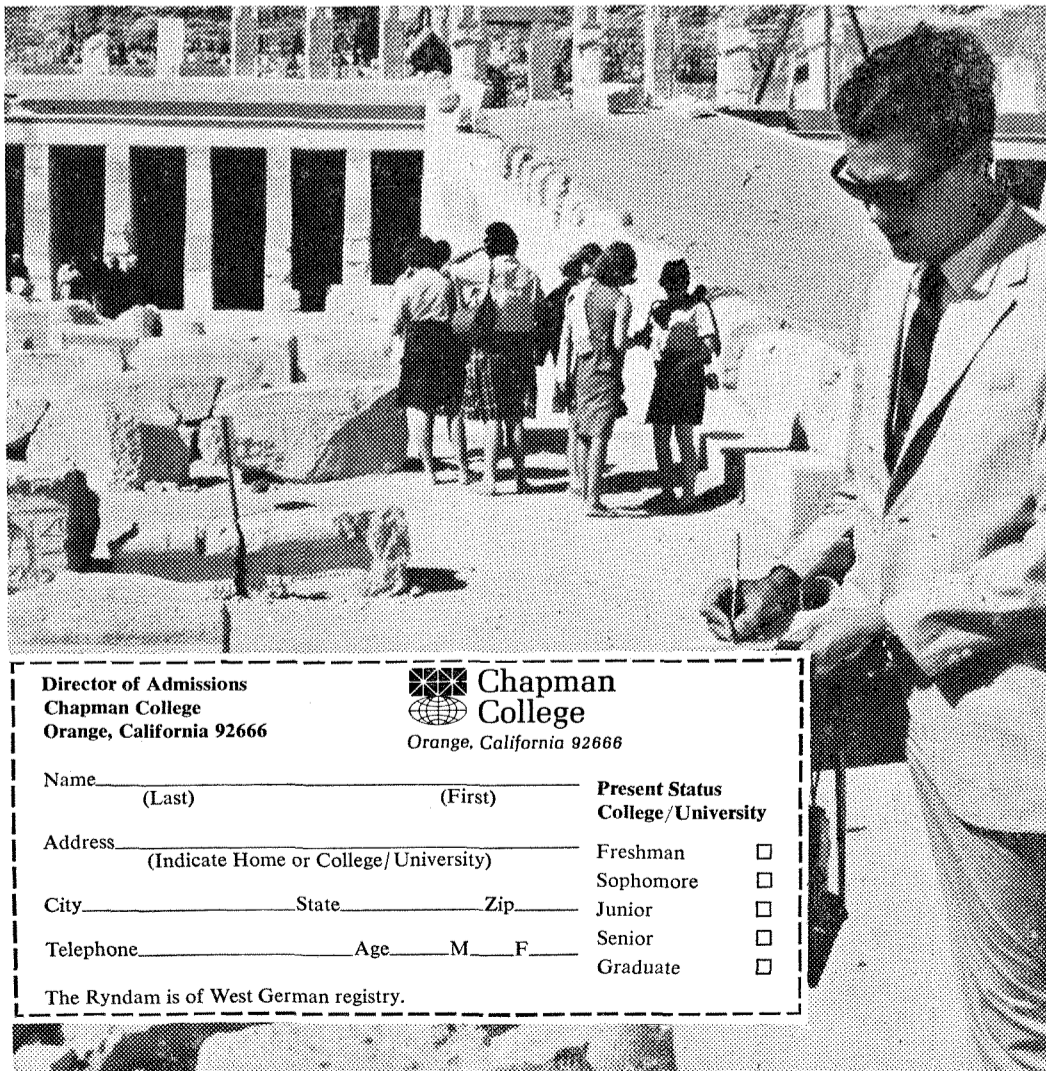 Director of Admissions
Chapman College
Orange, California 92666
Chapman
College
Orange, California 92666
Name
(Last) (First)
Address
(Indicate Home or College/University)
City State Zip
Telephone Age M F
Present Status
College/University
Freshman
Sophomore
Junior
Senior
Graduate
The Ryndam is of West German registry.